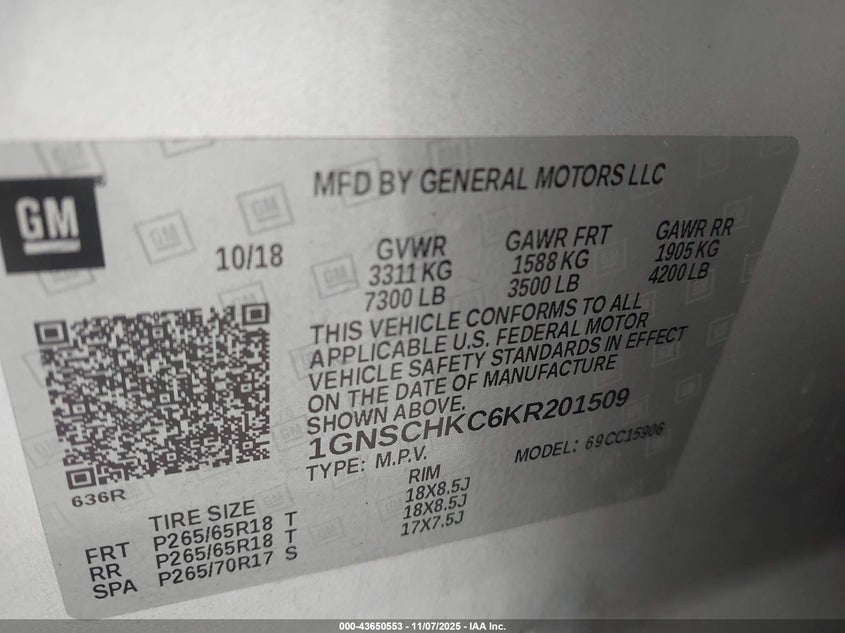 MFD BY GENERAL MOTORS LLC
GM
10/18
GVWR
3311 KG
7300 LB
GAWR FRT
1588 KG
3500 LB
GAWR RR
1905 KG
4200 LB
THIS VEHICLE CONFORMS TO ALL
APPLICABLE U.S. FEDERAL MOTOR
VEHICLE SAFETY STANDARDS IN EFFECT
ON THE DATE OF MANUFACTURE
SHOWN ABOVE.
1GNSCHKC6KR201509
TYPE: M.P.V.
MODEL: 69CC15906
636R
TIRE SIZE
RIM
FRT P265/65R18 T 18X8.5J
RR P265/65R18 T 18X8.5J
SPA P265/70R17 S 17X7.5J
000-43650553 - 11/07/2025 - IAA Inc.